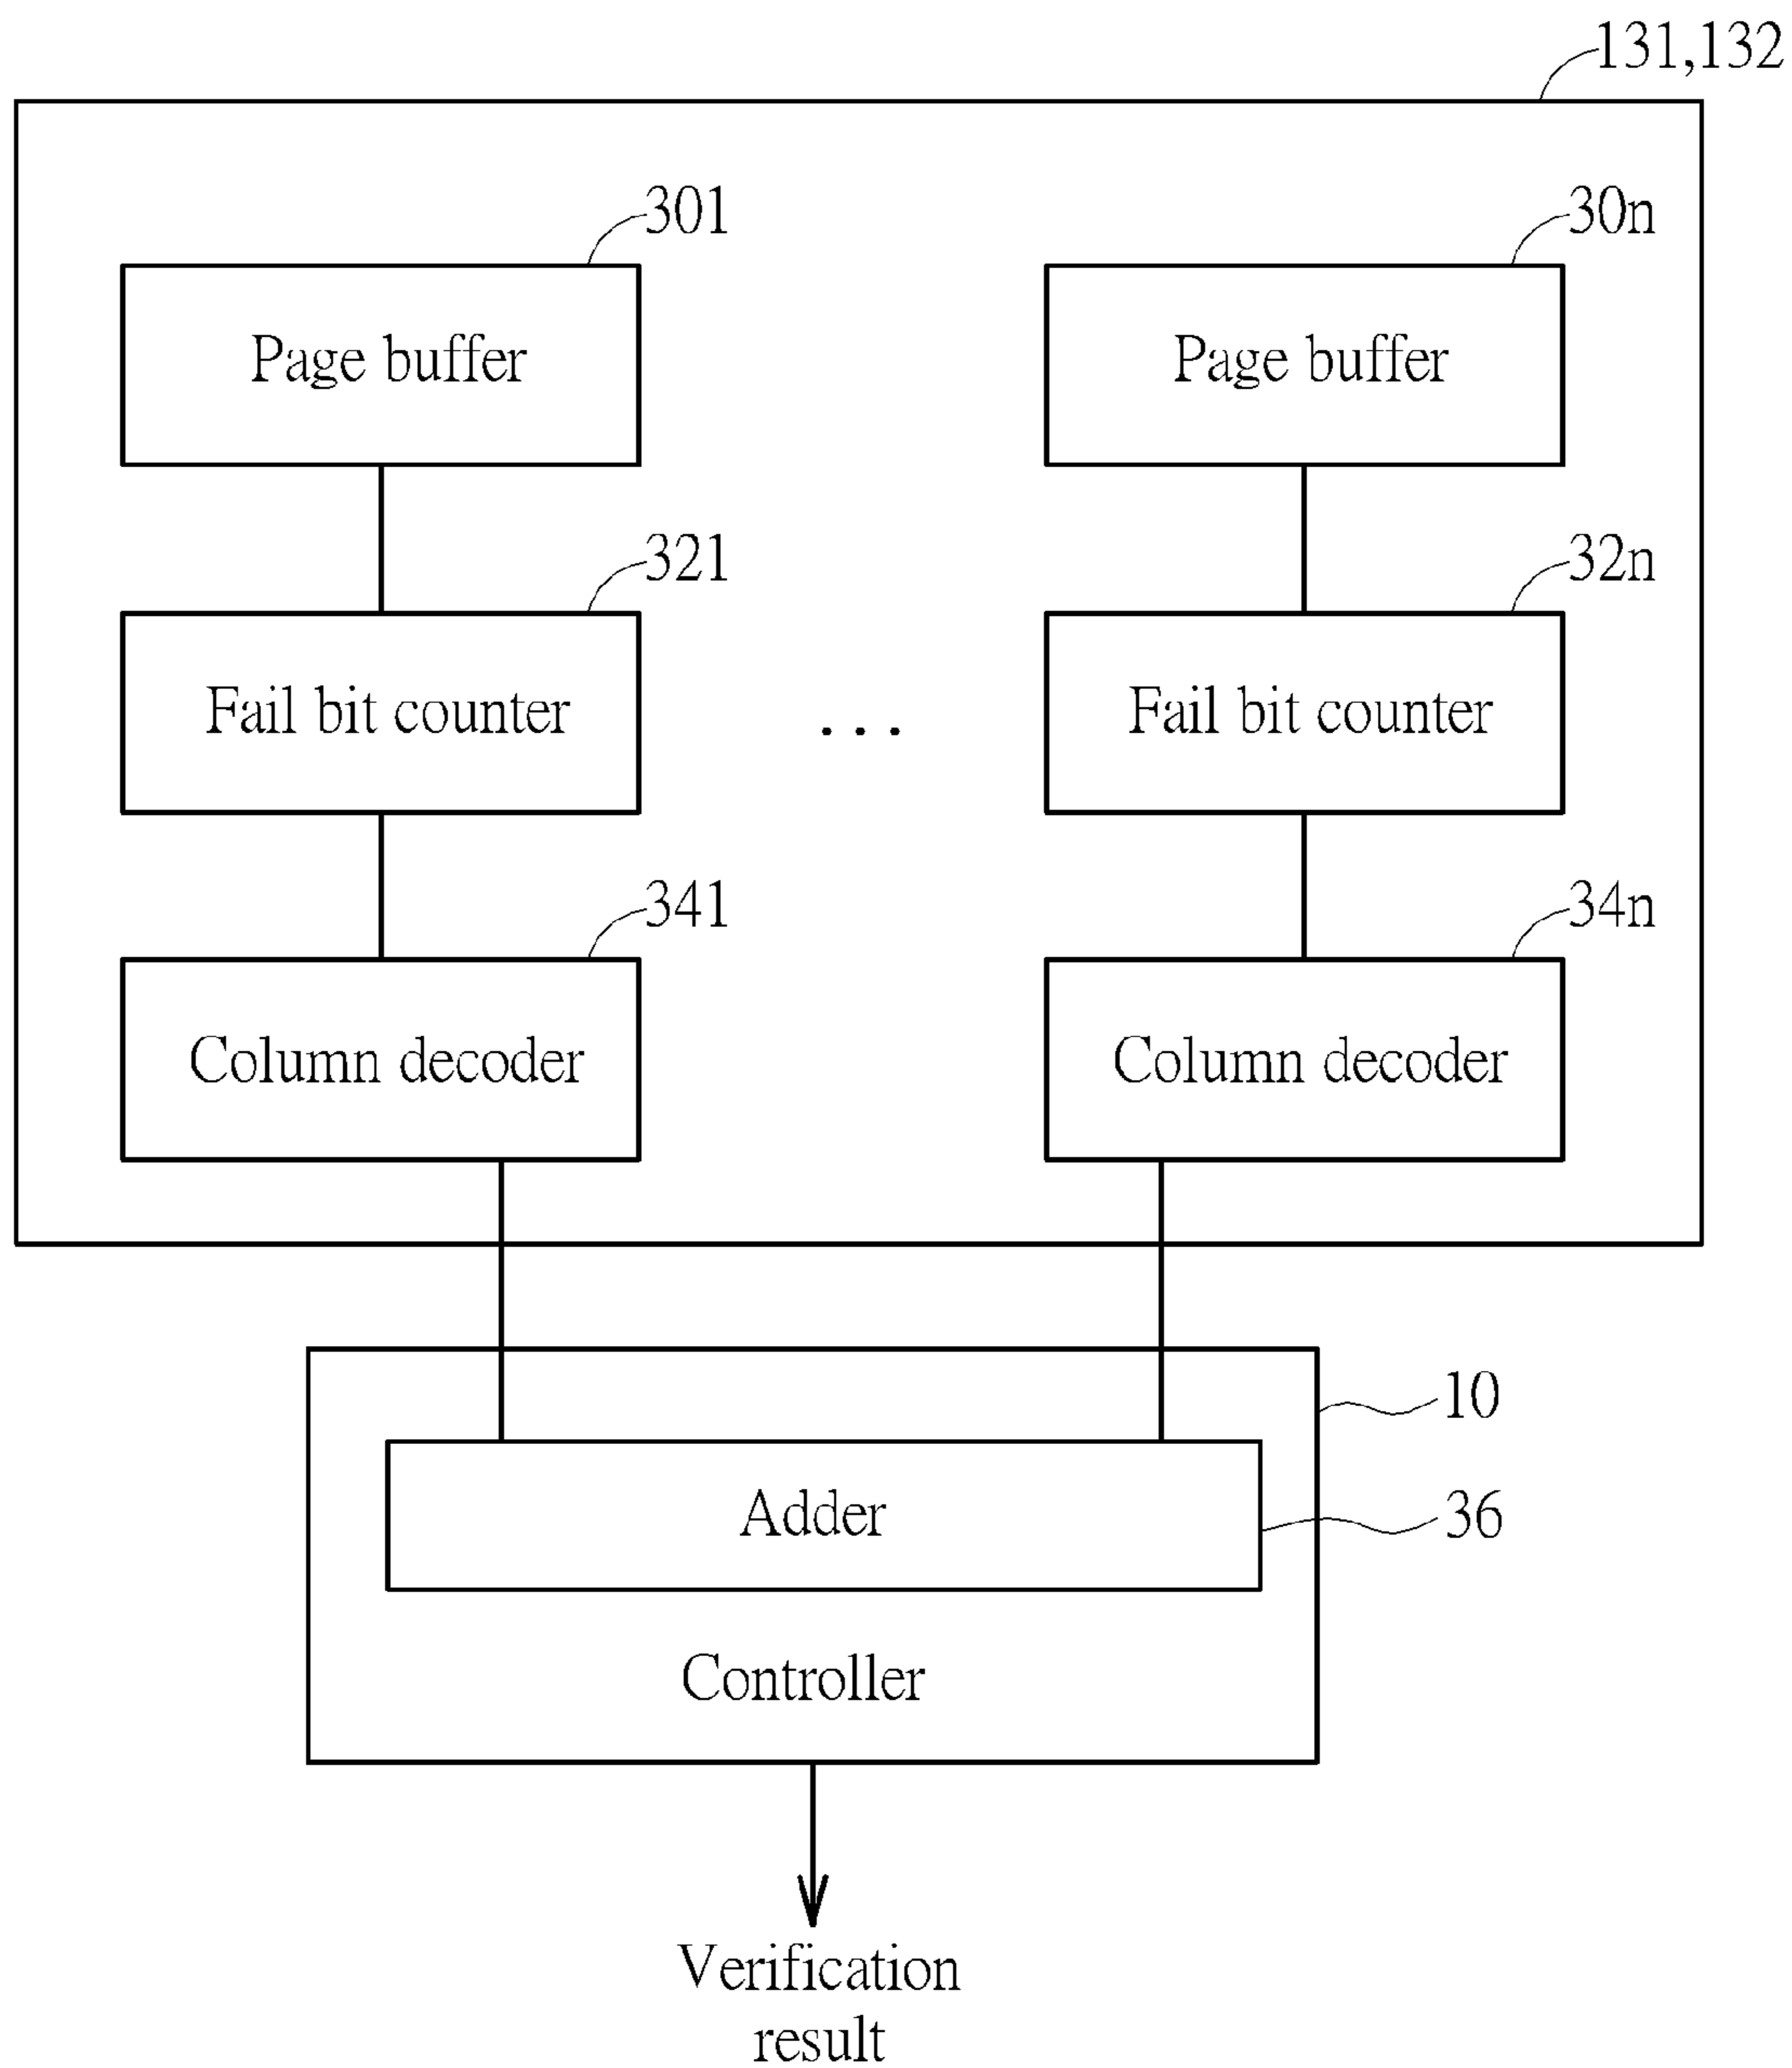 131,132
301
30n
Page buffer
Page buffer
321
32n
Fail bit counter
...
Fail bit counter
341
34n
Column decoder
Column decoder
10
Adder
36
Controller
Verification
result